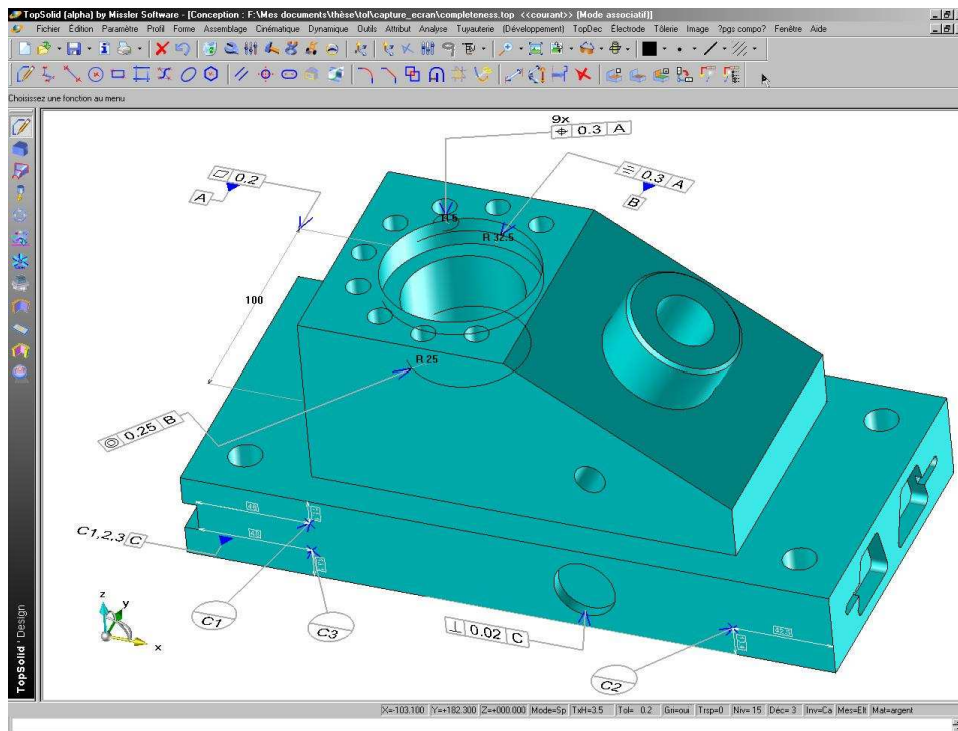 TopSolid [alpha) by Missler Software - [Conception : F:\Mes documents\thèse\tol\capture_ecran\completeness.top <<courant>> (Mode associatif)]
Fichier Édition Paramètre Profil Forme Assemblage Cinématique Dynamique Outils Attribut Analyse Tuyauterie (Développement) TopDec Électrode Tôlerie Image ?pgs compo? Fenêtre Aide
Choisissez une fonction au menu
9x
0.3 A
0.2
A
0.3 A
B
R 32.5
100
R 25
0.25 B
C1,2,3 C
C1
C3
0.02 C
C2
z
y
x
TopSolid ' Design
X=-103.100 Y=+182.300 Z=+000.000 Mode=Sp TxH=3.5 Tol= 0.2 Gri=oui Trsp=0 Niv= 15 Déc= 3 Inv=Ca Mes=Elt Mat=argent